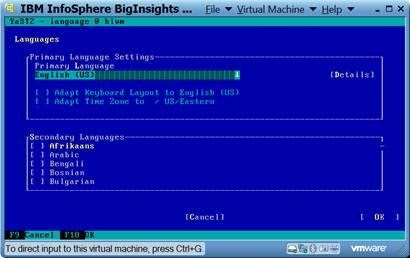 IBM InfoSphere BigInsights ... File Virtual Machine Help
YaST2 - language @ bivm
Languages
Primary Language Settings
Primary Language
English (US)
[Details]
[ ] Adapt Keyboard Layout to English (US)
[ ] Adapt Time Zone to ✓ US/Eastern
Secondary Languages
[ ] Afrikaans
[ ] Arabic
[ ] Bengali
[ ] Bosnian
[ ] Bulgarian
[Cancel] [ OK ]
F9 Cancel F10 OK
To direct input to this virtual machine, press Ctrl+G.
vmware